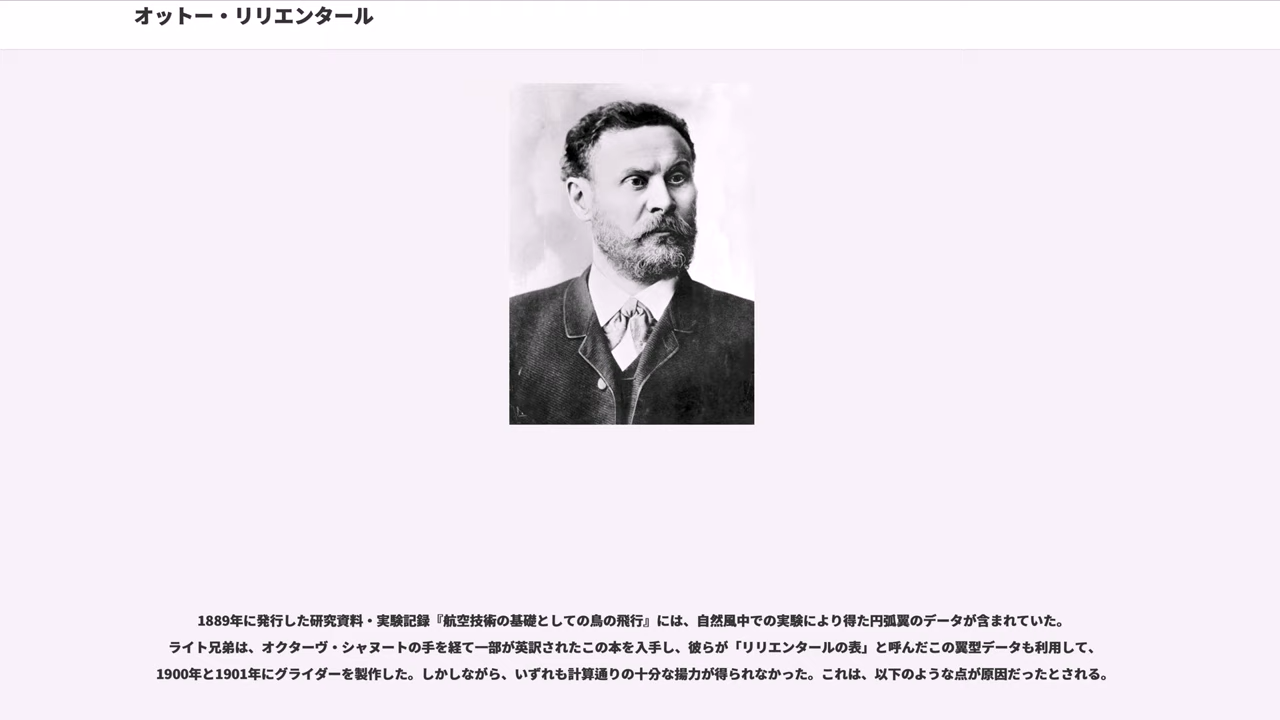 オットー・リリエンタール
1889年に発行した研究資料・実験記録『航空技術の基礎としての鳥の飛行』には、自然風中での実験により得た円弧翼のデータが含まれていた。
ライト兄弟は、オクターヴ・シャヌートの手を経て一部が英訳されたこの本を入手し、彼らが「リリエンタールの表」と呼んだこの翼型データも利用して、
1900年と1901年にグライダーを製作した。しかしながら、いずれも計算通りの十分な揚力が得られなかった。これは、以下のような点が原因だったとされる。